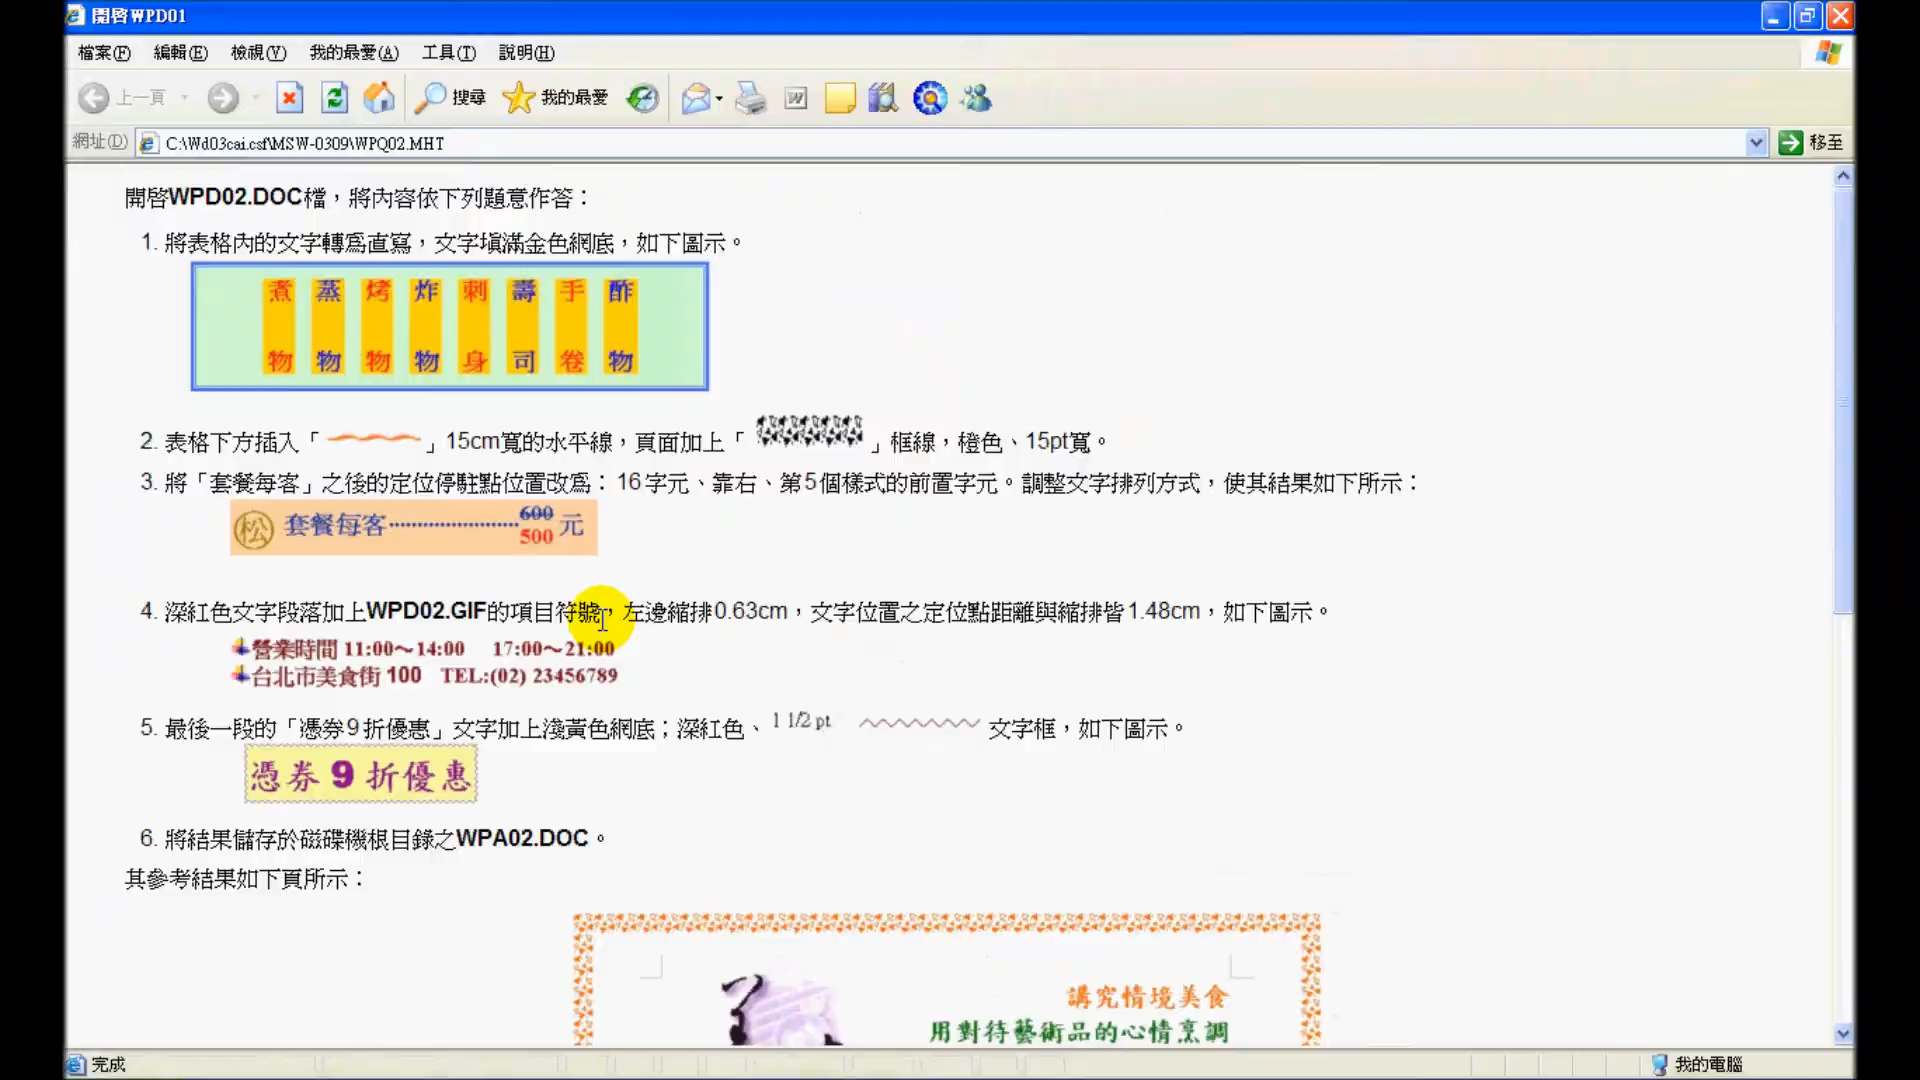 開啓WPD01
檔案(F) 編輯(E) 檢視(V) 我的最愛(A) 工具(T) 說明(H)
上一頁 搜尋 我的最愛
網址(D) C:\Wd03cai.csf\MSW-0309\WPQ02.MHT 移至
開啓WPD02.DOC檔，將內容依下列題意作答：
1. 將表格內的文字轉爲直寫，文字填滿金色網底，如下圖示。
煮物 蒸物 烤物 炸物 刺身 壽司 手卷 酢物
2. 表格下方插入「 」15cm寬的水平線，頁面加上「 」框線，橙色、15pt寬。
3. 將「套餐每客」之後的定位停駐點位置改爲：16字元、靠右、第5個樣式的前置字元。調整文字排列方式，使其結果如下所示：
松 套餐每客························600 500元
4. 深紅色文字段落加上WPD02.GIF的項目符號，左邊縮排0.63cm，文字位置之定位點距離與縮排皆1.48cm，如下圖示。
營業時間 11:00～14:00 17:00～21:00
台北市美食街 100 TEL:(02) 23456789
5. 最後一段的「憑券9折優惠」文字加上淺黃色網底；深紅色、 1 1/2 pt 文字框，如下圖示。
憑券 9 折優惠
6. 將結果儲存於磁碟機根目錄之WPA02.DOC。
其參考結果如下頁所示：
講究情境美食
用對待藝術品的心情烹調
完成 我的電腦